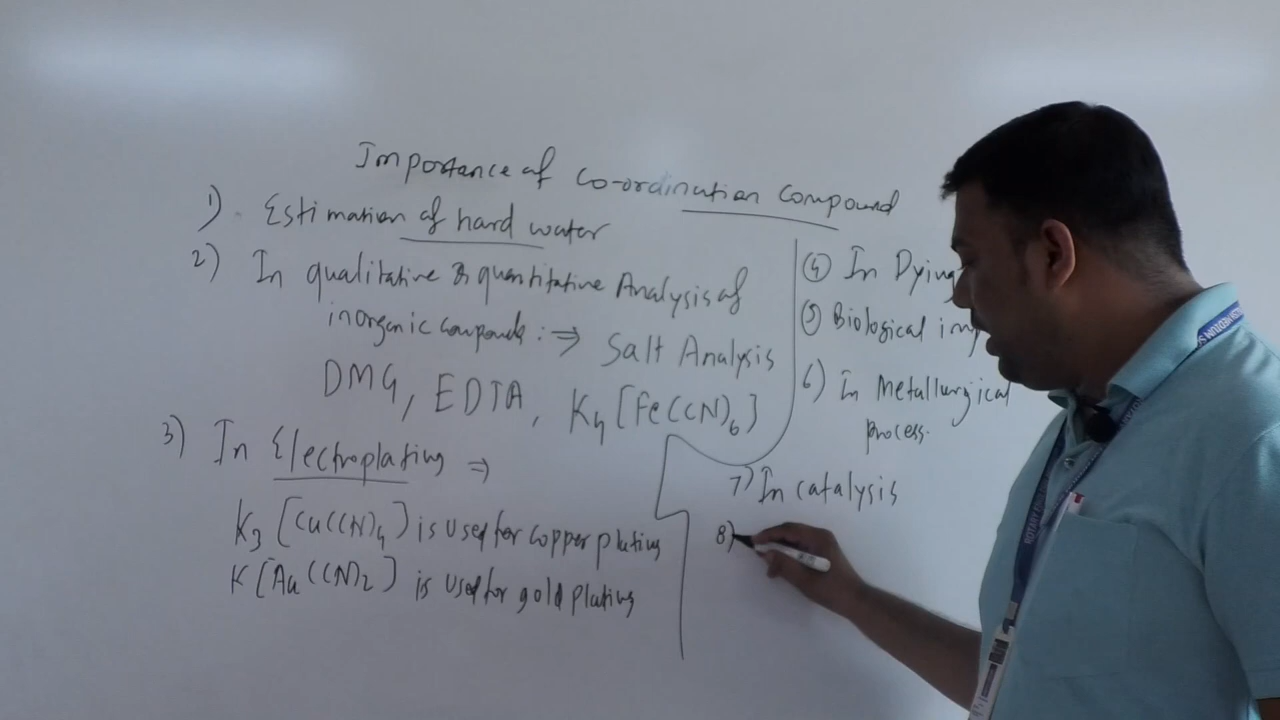 Importance of Co-ordination Compound
1) Estimation of hard water
2) In qualitative & quantitative Analysis of
inorganic compounds : ⇒ Salt Analysis
DMG, EDTA, K4[Fe(CN)6]
3) In Electroplating ⇒
K3[Cu(CN)4] is used for copper plating
K[Au(CN)2] is used for gold plating
④ In Dying
⑤ Biological imp
6) In Metallurgical
process.
7) In catalysis
8)